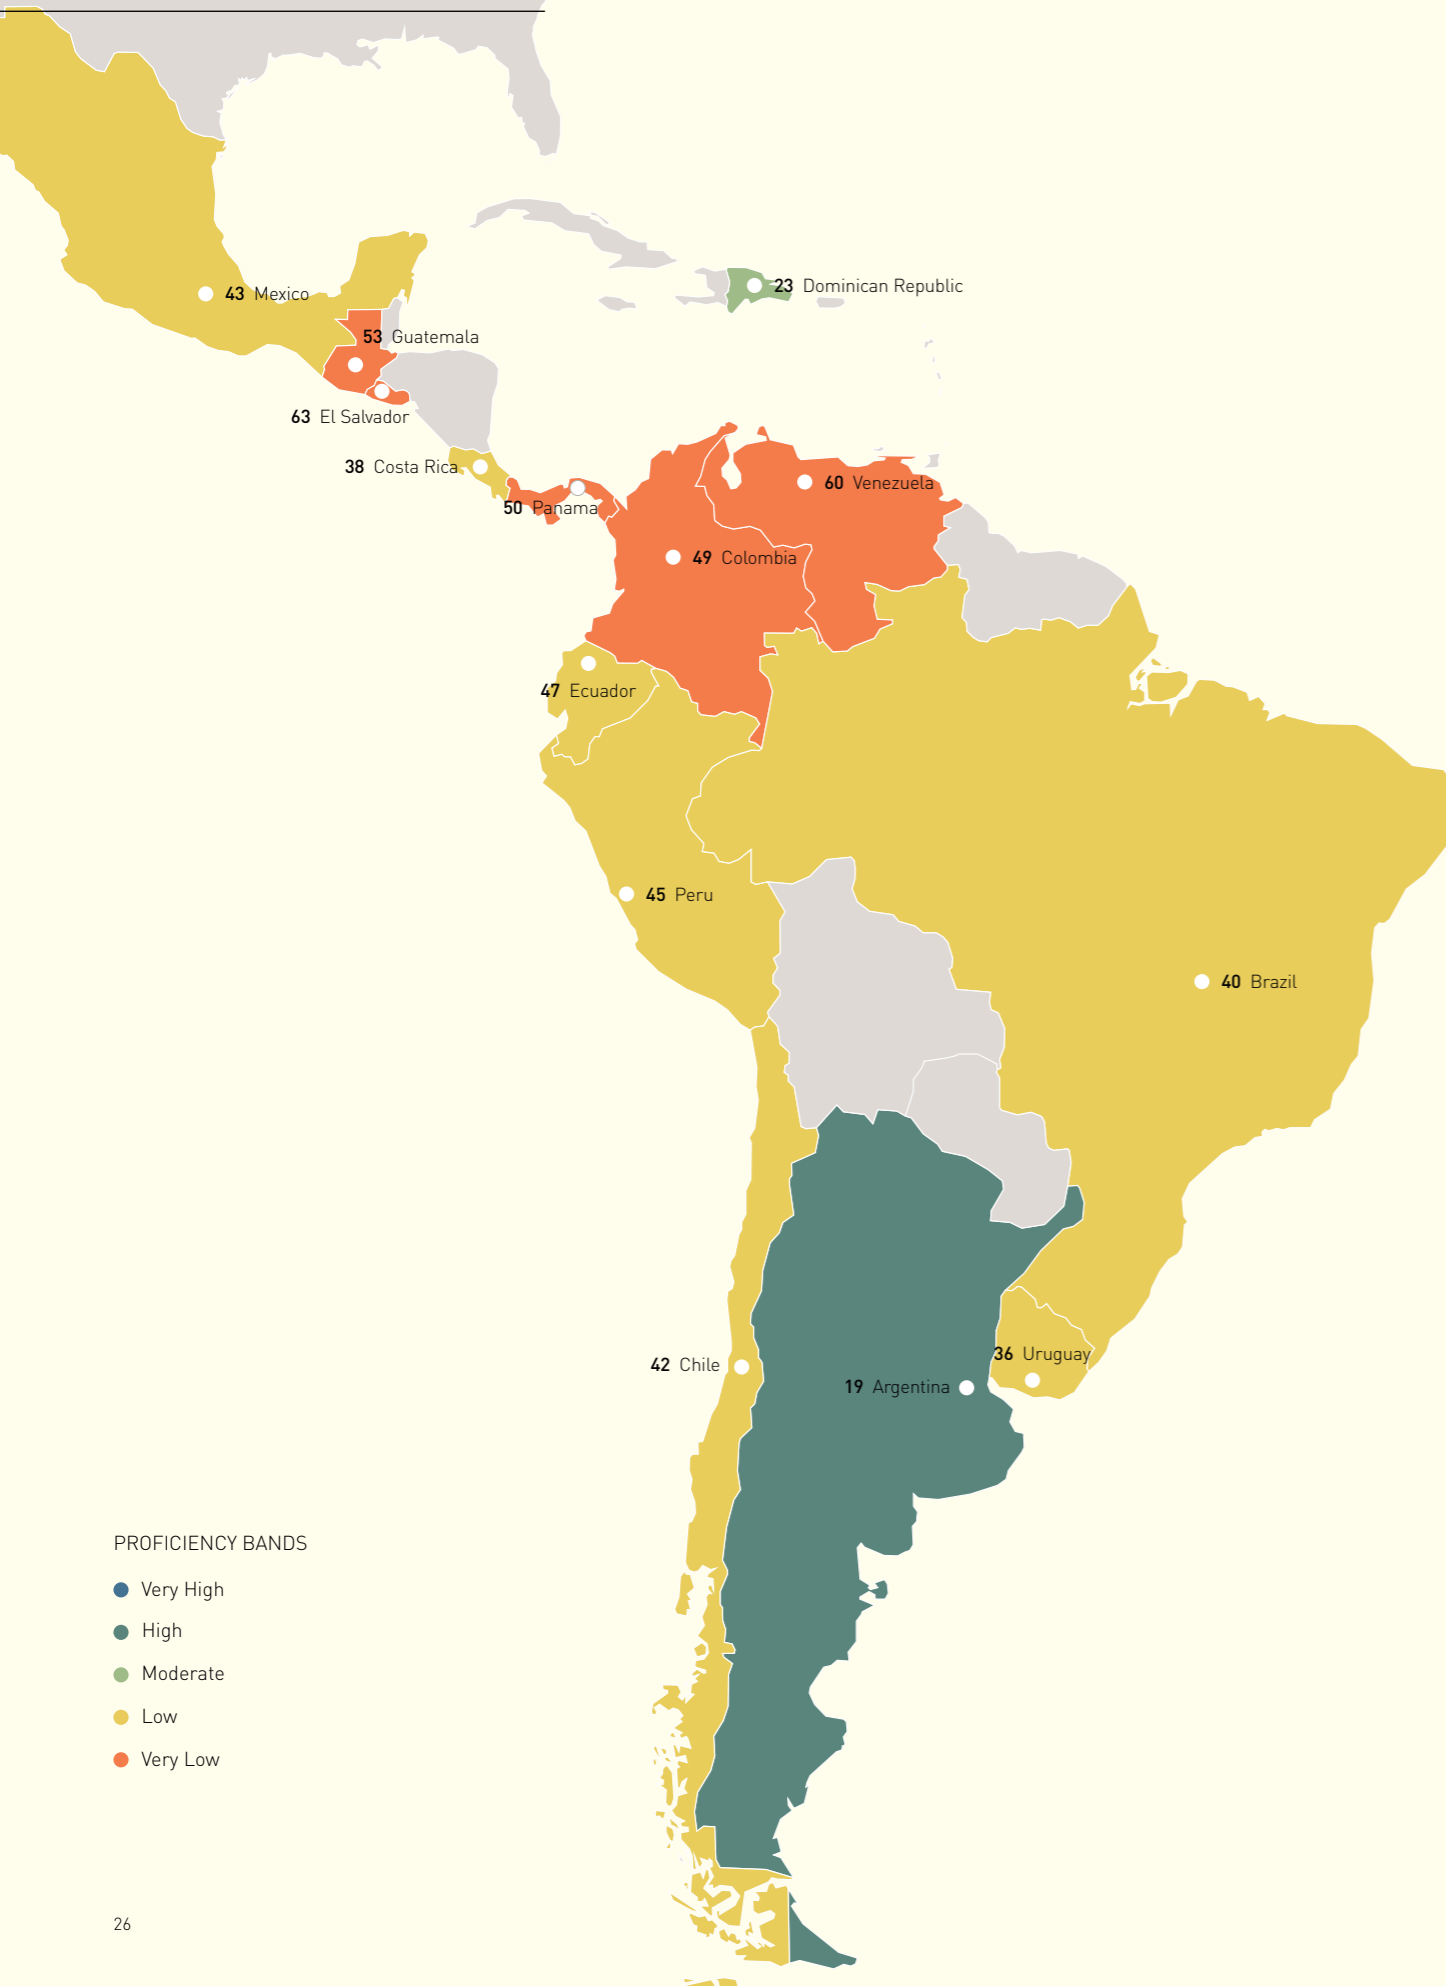 43 Mexico
23 Dominican Republic
53 Guatemala
63 El Salvador
38 Costa Rica
60 Venezuela
50 Panama
49 Colombia
47 Ecuador
45 Peru
40 Brazil
36 Uruguay
42 Chile
19 Argentina
PROFICIENCY BANDS
Very High
High
Moderate
Low
Very Low
26